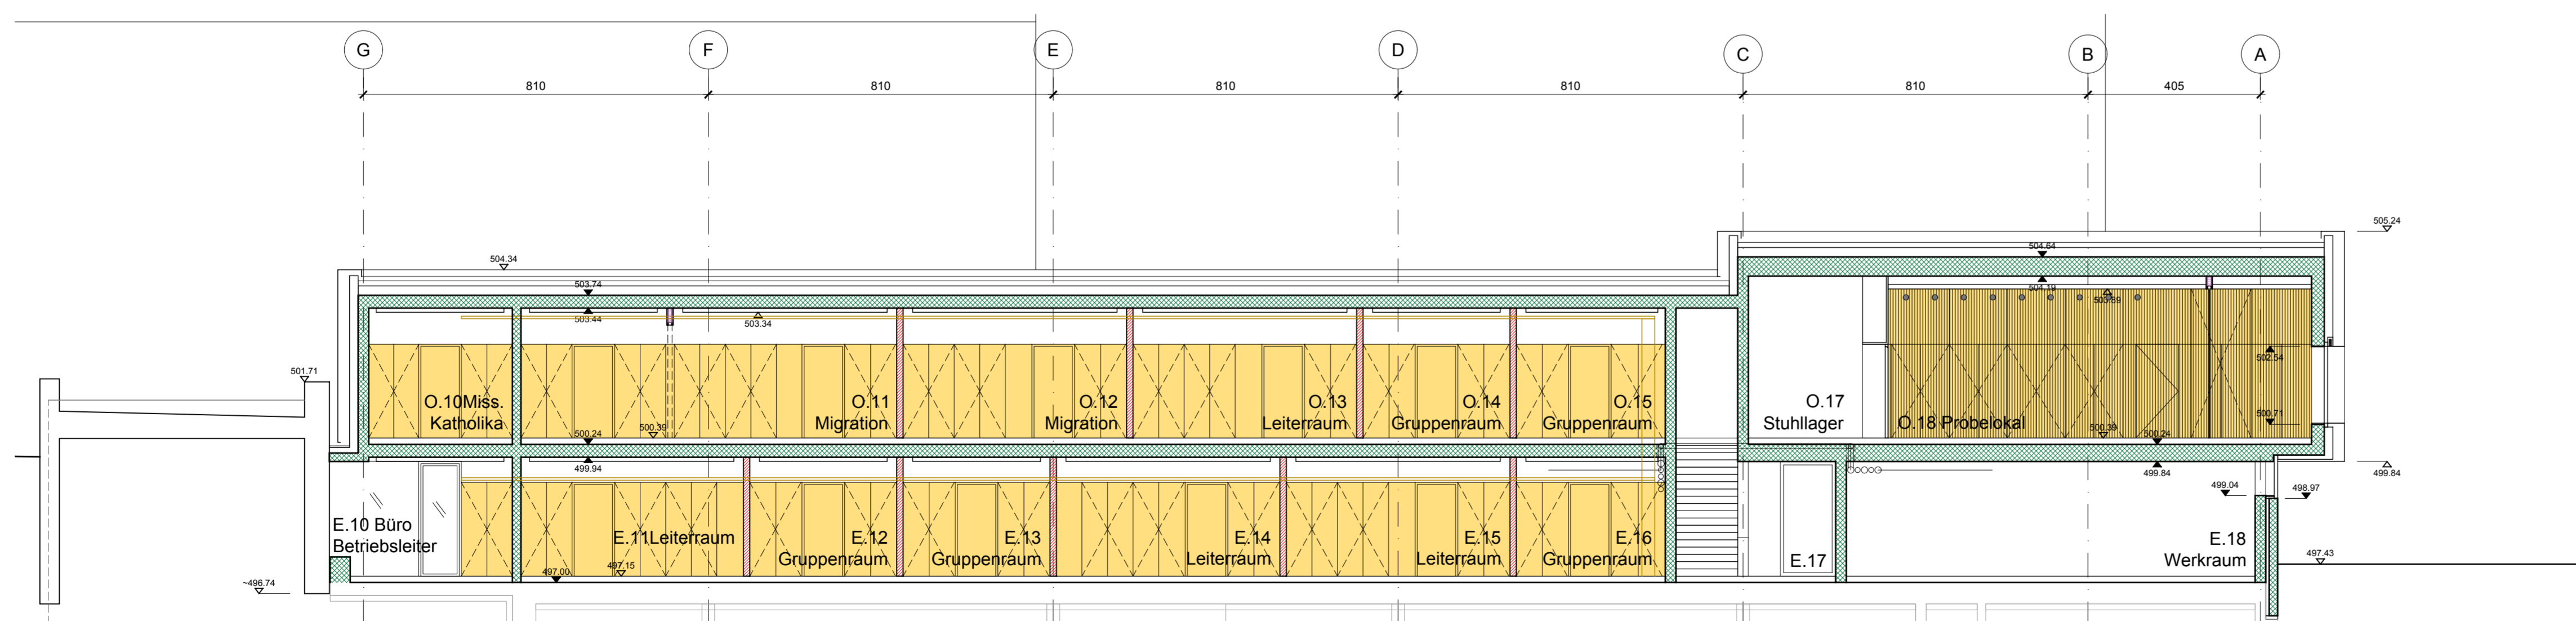 G
F
E
D
C
B
A
810
810
810
810
810
405
505.24
504.64
504.34
504.19
503.74
503.89
503.44
503.34
502.54
501.71
O.10Miss.
Katholika
O.11
Migration
O.12
Migration
O.13
Leiterraum
O.14
Gruppenraum
O.15
Gruppenraum
O.17
Stuhllager
O.18 Probelokal
500.71
500.24
500.39
500.39
500.24
499.94
499.84
499.84
499.04
498.97
E.10 Büro
Betriebsleiter
E.11Leiterraum
E.12
Gruppenraum
E.13
Gruppenraum
E.14
Leiterraum
E.15
Leiterraum
E.16
Gruppenraum
E.17
E.18
Werkraum
497.43
497.00
497.15
~496.74